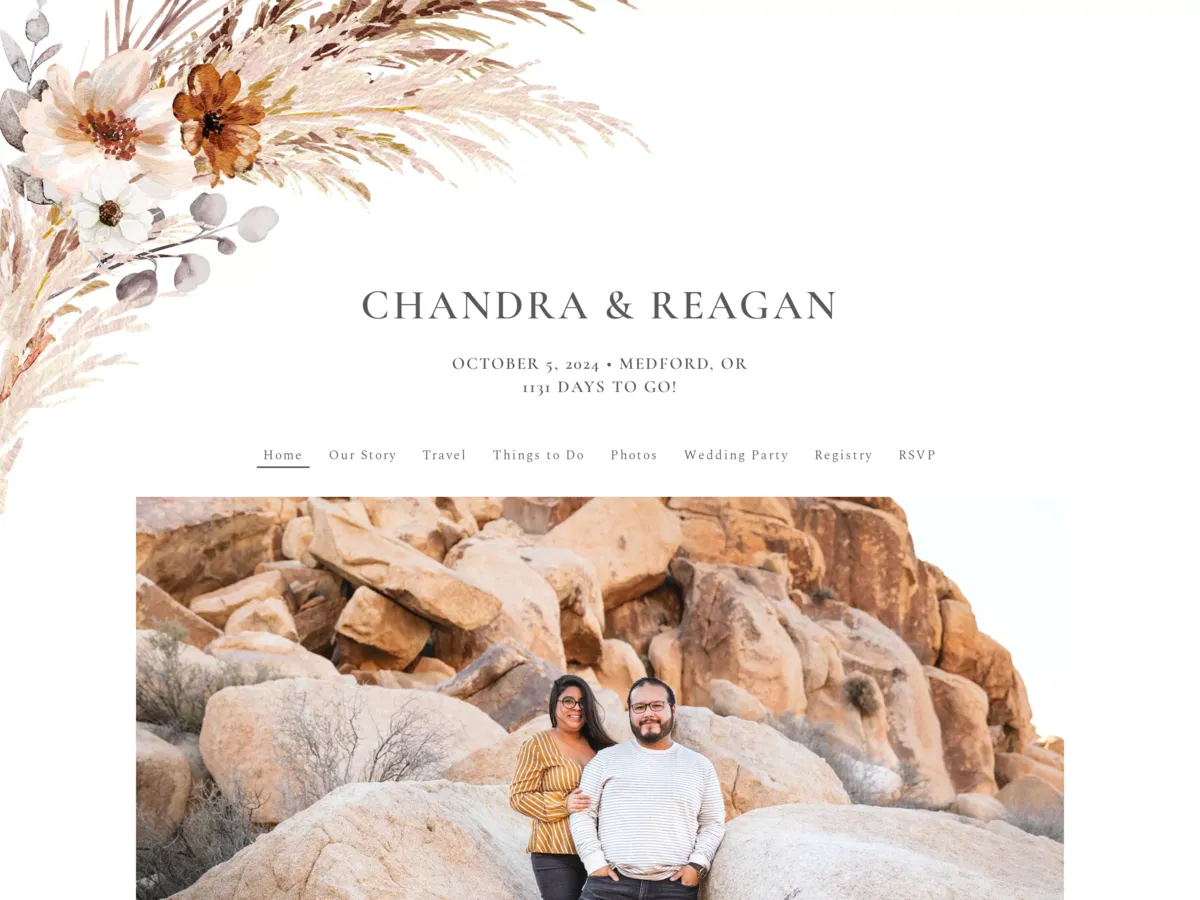 CHANDRA & REAGAN
OCTOBER 5, 2024 • MEDFORD, OR
1131 DAYS TO GO!
Home Our Story Travel Things to Do Photos Wedding Party Registry RSVP